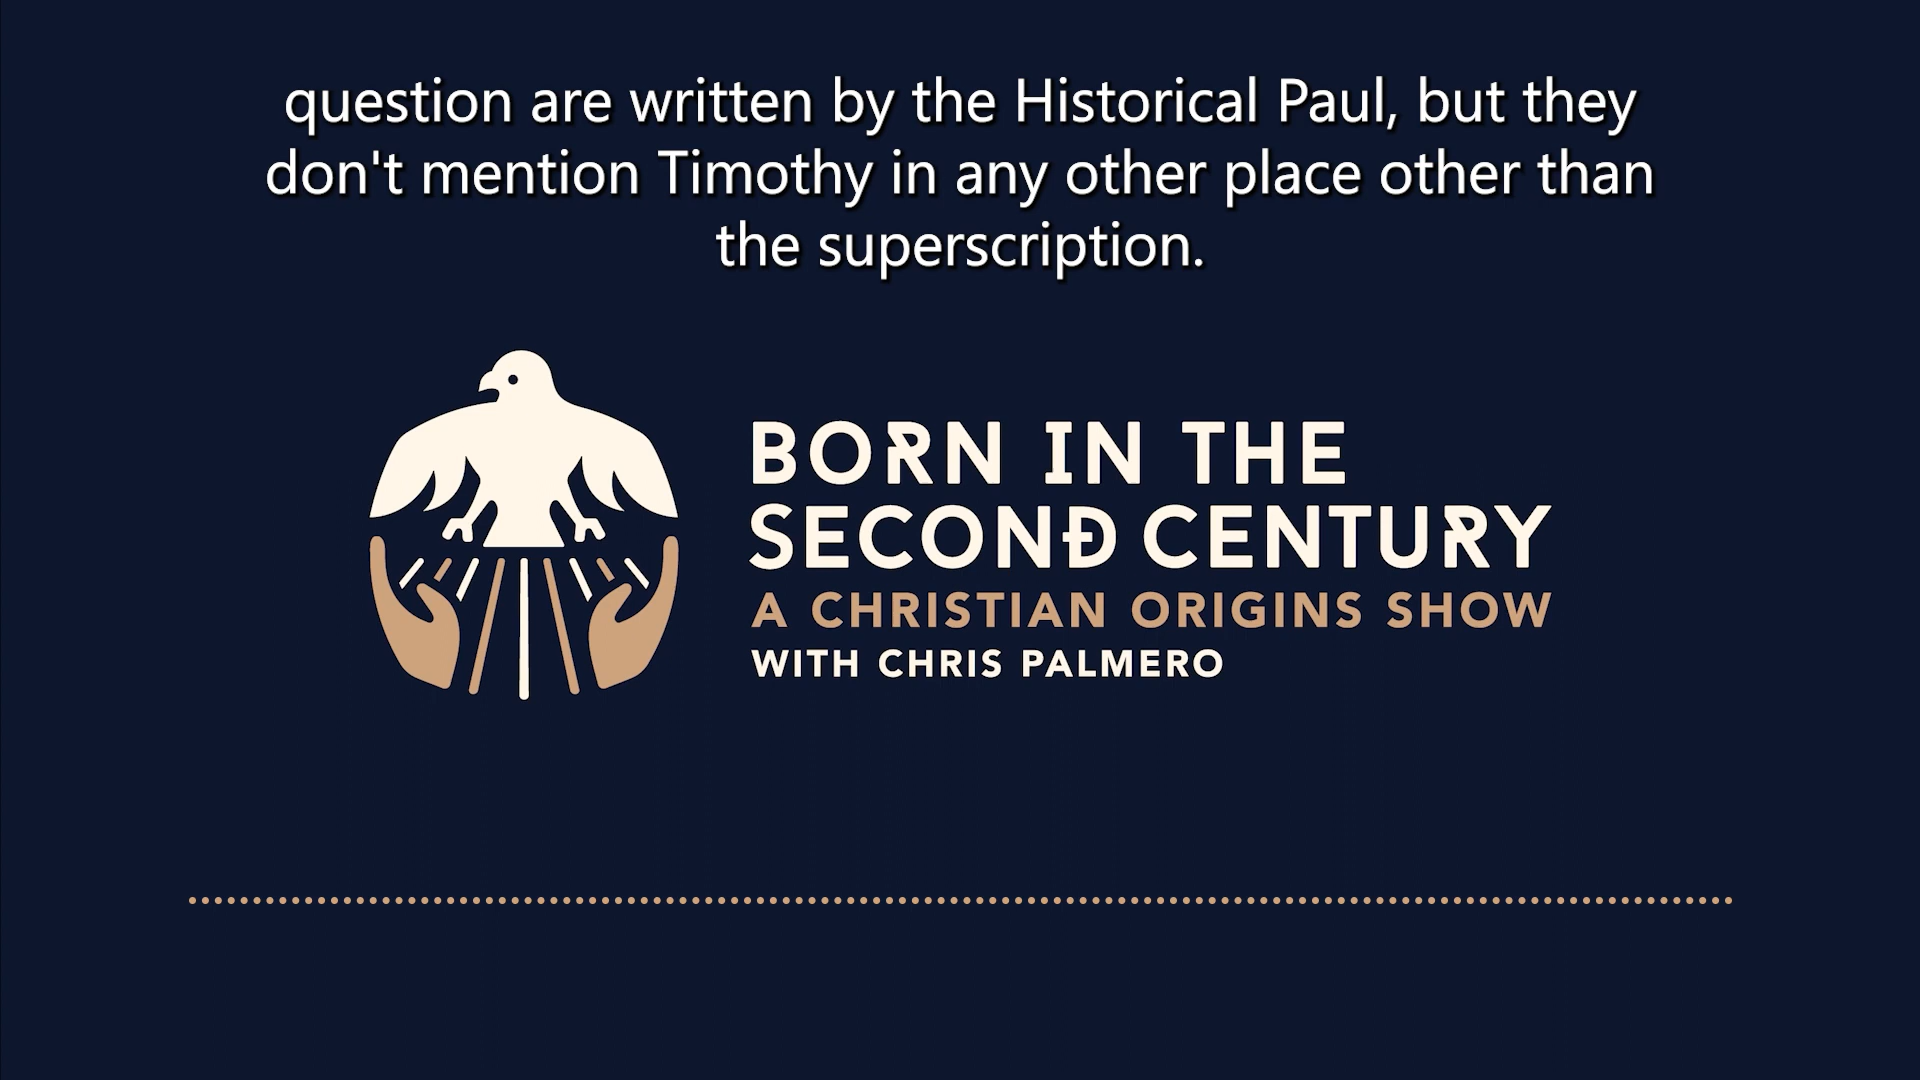 question are written by the Historical Paul, but they
don't mention Timothy in any other place other than
the superscription.
BORN IN THE
SECOND CENTURY
A CHRISTIAN ORIGINS SHOW
WITH CHRIS PALMERO